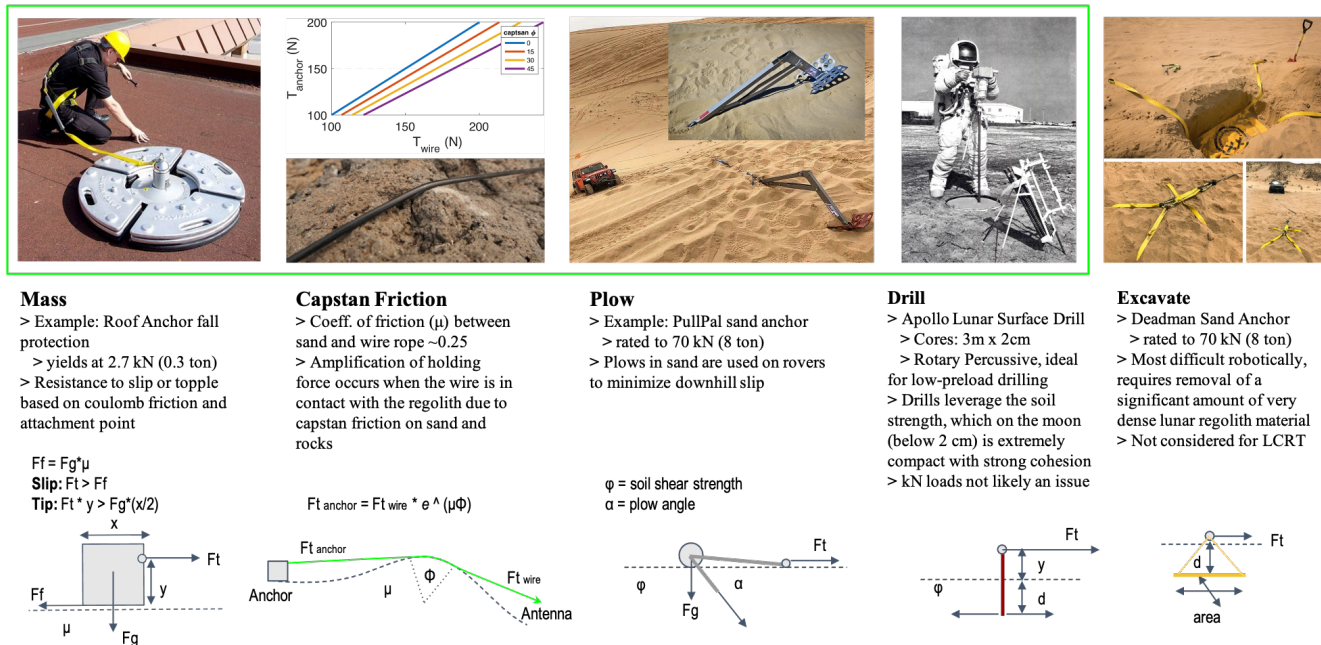 captsan ϕ
0
15
30
45
200
150
100
T_anchor (N)
100
150
200
T_wire (N)
Mass
> Example: Roof Anchor fall
protection
> yields at 2.7 kN (0.3 ton)
> Resistance to slip or topple
based on coulomb friction and
attachment point
Ff = Fg*μ
Slip: Ft > Ff
Tip: Ft * y > Fg*(x/2)
x
Ft
y
Ff
μ
Fg
Capstan Friction
> Coeff. of friction (μ) between
sand and wire rope ~0.25
> Amplification of holding
force occurs when the wire is in
contact with the regolith due to
capstan friction on sand and
rocks
Ft anchor = Ft wire * e ^ (μΦ)
Ft anchor
Φ
Ft wire
μ
Anchor
Antenna
Plow
> Example: PullPal sand anchor
> rated to 70 kN (8 ton)
> Plows in sand are used on rovers
to minimize downhill slip
φ = soil shear strength
α = plow angle
Ft
φ
α
Fg
Drill
> Apollo Lunar Surface Drill
> Cores: 3m x 2cm
> Rotary Percussive, ideal
for low-preload drilling
> Drills leverage the soil
strength, which on the moon
(below 2 cm) is extremely
compact with strong cohesion
> kN loads not likely an issue
Ft
y
φ
d
Excavate
> Deadman Sand Anchor
> rated to 70 kN (8 ton)
> Most difficult robotically,
requires removal of a
significant amount of very
dense lunar regolith material
> Not considered for LCRT
Ft
d
area